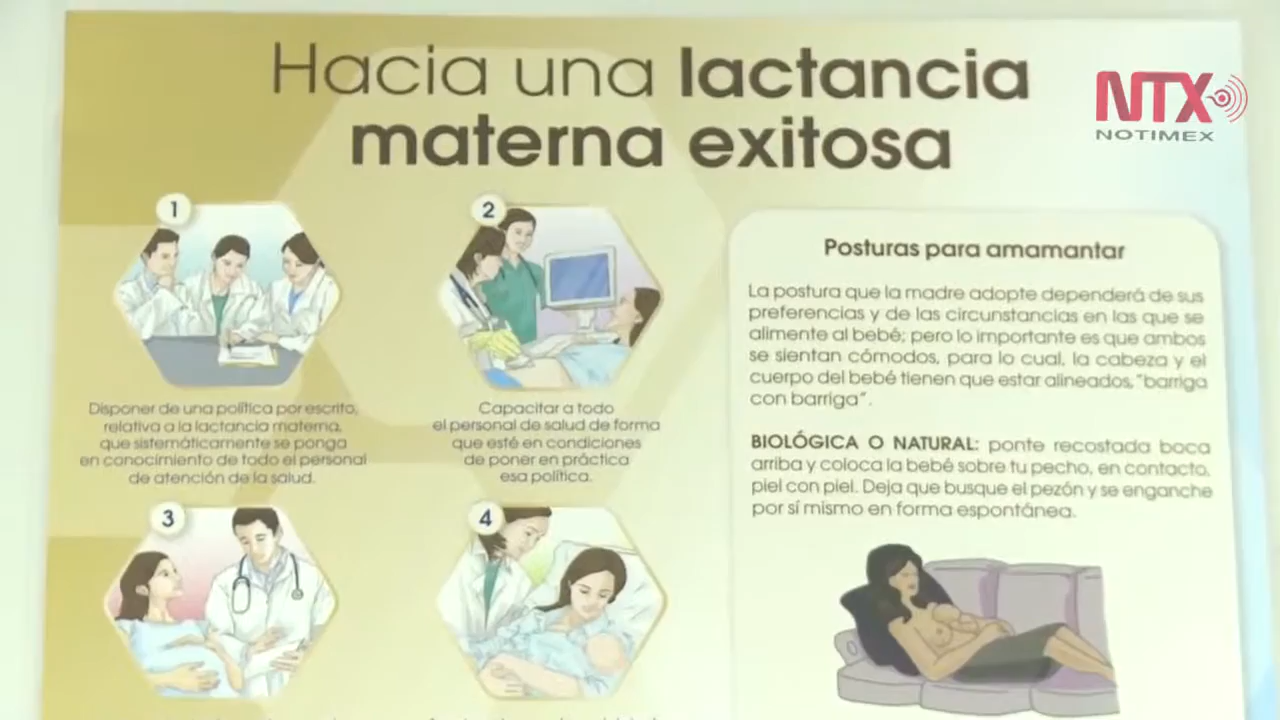 Hacia una lactancia
materna exitosa
NTX
NOTIMEX
1
Disponer de una política por escrito,
relativa a la lactancia materna,
que sistemáticamente se ponga
en conocimiento de todo el personal
de atención de la salud.
2
Capacitar a todo
el personal de salud de forma
que esté en condiciones
de poner en práctica
esa política.
3
4
Posturas para amamantar
La postura que la madre adopte dependerá de sus
preferencias y de las circunstancias en las que se
alimente al bebé; pero lo importante es que ambos
se sientan cómodos, para lo cual, la cabeza y el
cuerpo del bebé tienen que estar alineados, "barriga
con barriga".
BIOLÓGICA O NATURAL: ponte recostada boca
arriba y coloca la bebé sobre tu pecho, en contacto,
piel con piel. Deja que busque el pezón y se enganche
por sí mismo en forma espontánea.